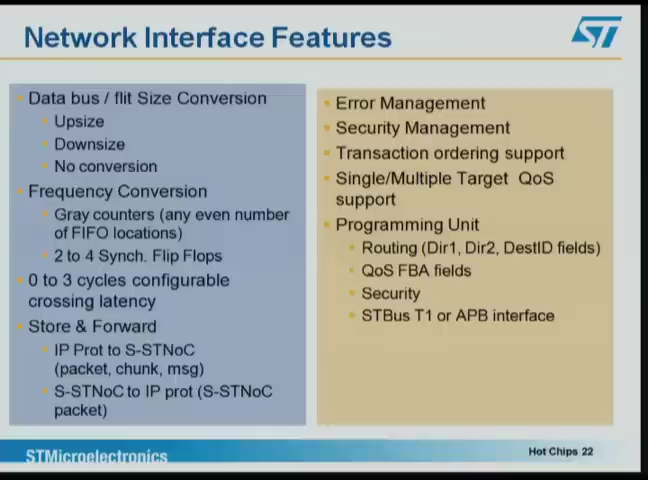 Network Interface Features
ST
Data bus / flit Size Conversion
Upsize
Downsize
No conversion
Frequency Conversion
Gray counters (any even number
of FIFO locations)
2 to 4 Synch. Flip Flops
0 to 3 cycles configurable
crossing latency
Store & Forward
IP Prot to S-STNoC
(packet, chunk, msg)
S-STNoC to IP prot (S-STNoC
packet)
Error Management
Security Management
Transaction ordering support
Single/Multiple Target QoS
support
Programming Unit
Routing (Dir1, Dir2, DestID fields)
QoS FBA fields
Security
STBus T1 or APB interface
STMicroelectronics
Hot Chips 22